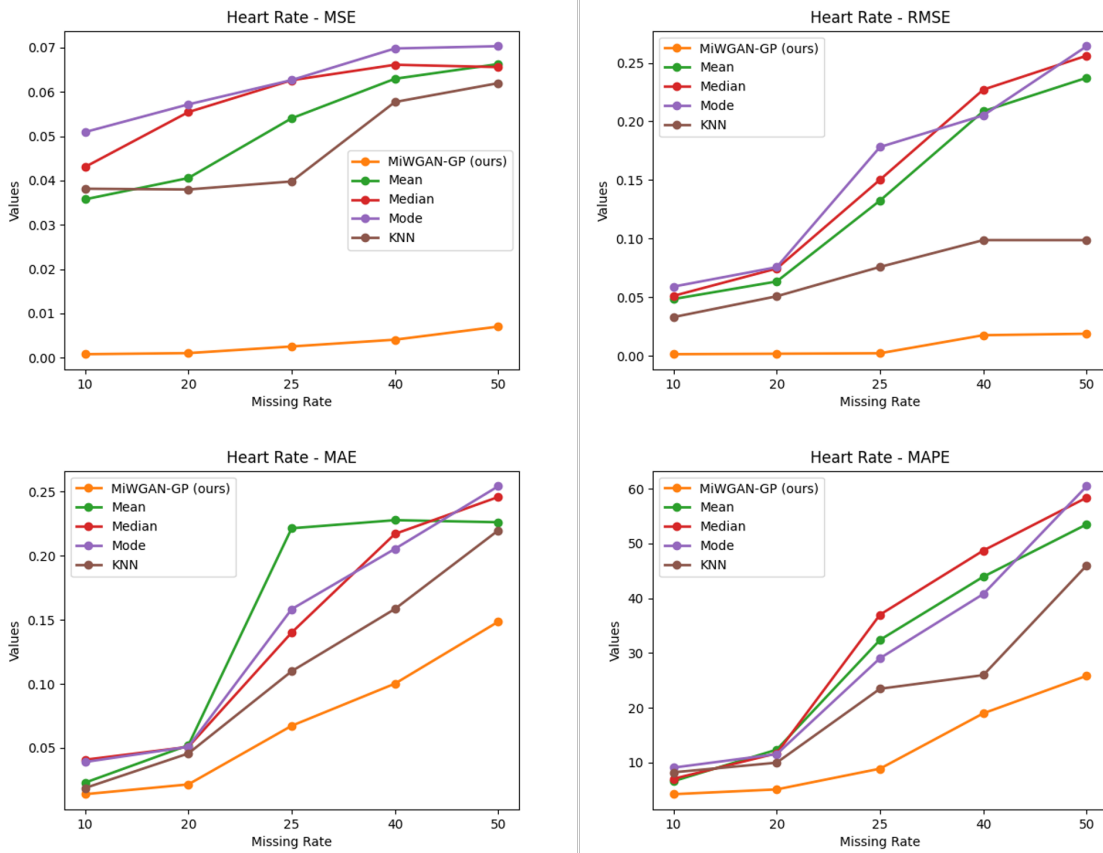 Heart Rate - MSE
Values
0.07
0.06
0.05
0.04
0.03
0.02
0.01
0.00
MiWGAN-GP (ours)
Mean
Median
Mode
KNN
10 20 25 40 50
Missing Rate
Heart Rate - RMSE
Values
0.25
0.20
0.15
0.10
0.05
0.00
MiWGAN-GP (ours)
Mean
Median
Mode
KNN
10 20 25 40 50
Missing Rate
Heart Rate - MAE
Values
0.25
0.20
0.15
0.10
0.05
MiWGAN-GP (ours)
Mean
Median
Mode
KNN
10 20 25 40 50
Missing Rate
Heart Rate - MAPE
Values
60
50
40
30
20
10
MiWGAN-GP (ours)
Mean
Median
Mode
KNN
10 20 25 40 50
Missing Rate